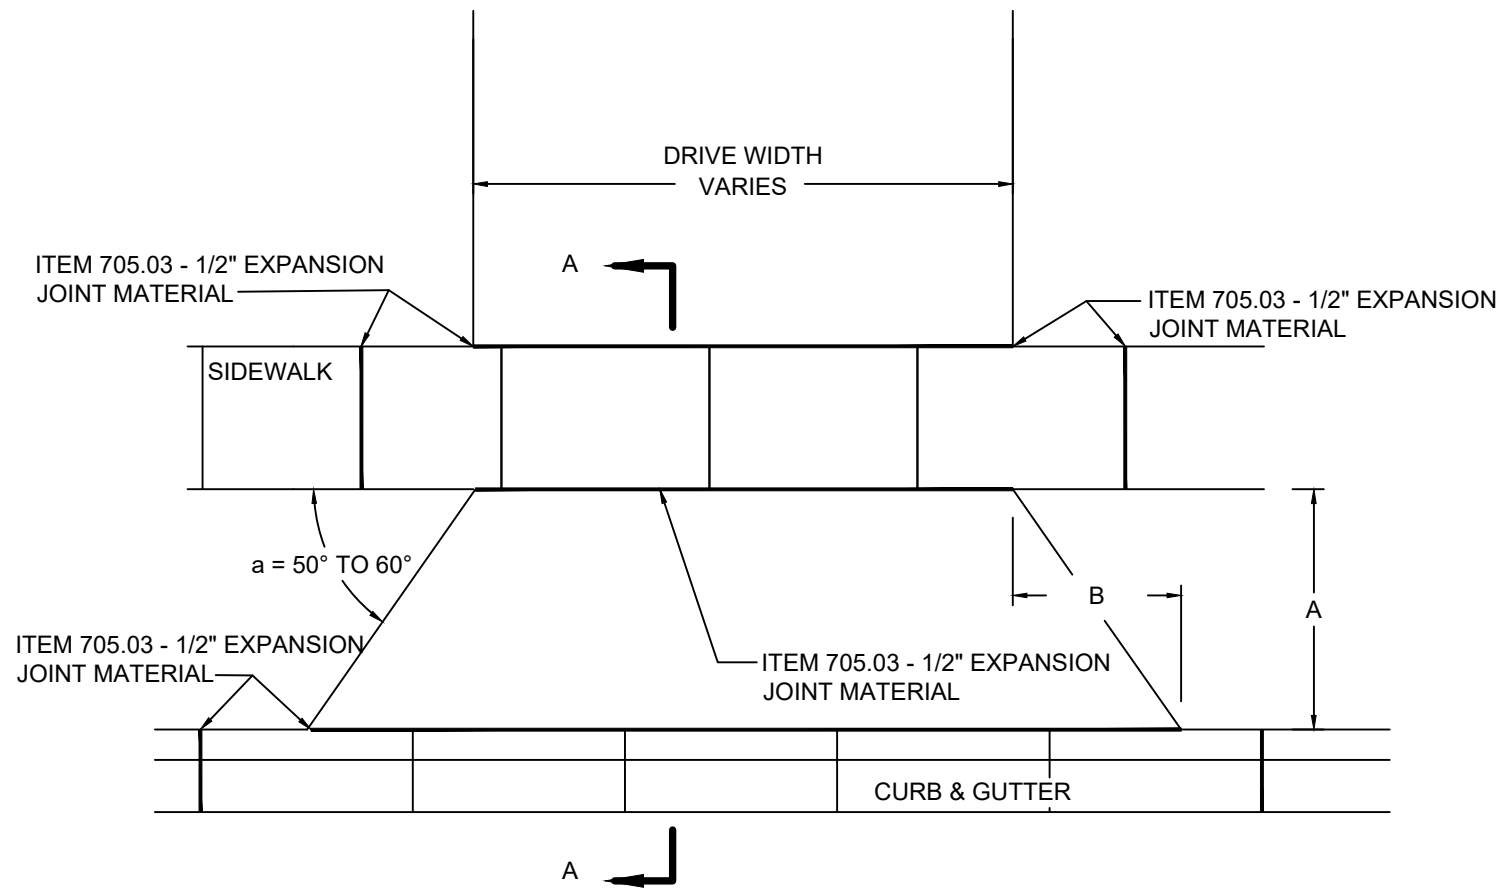 DRIVE WIDTH
VARIES
ITEM 705.03 - 1/2" EXPANSION
JOINT MATERIAL
A
ITEM 705.03 - 1/2" EXPANSION
JOINT MATERIAL
SIDEWALK
a = 50° TO 60°
B
A
ITEM 705.03 - 1/2" EXPANSION
JOINT MATERIAL
ITEM 705.03 - 1/2" EXPANSION
JOINT MATERIAL
CURB & GUTTER
A